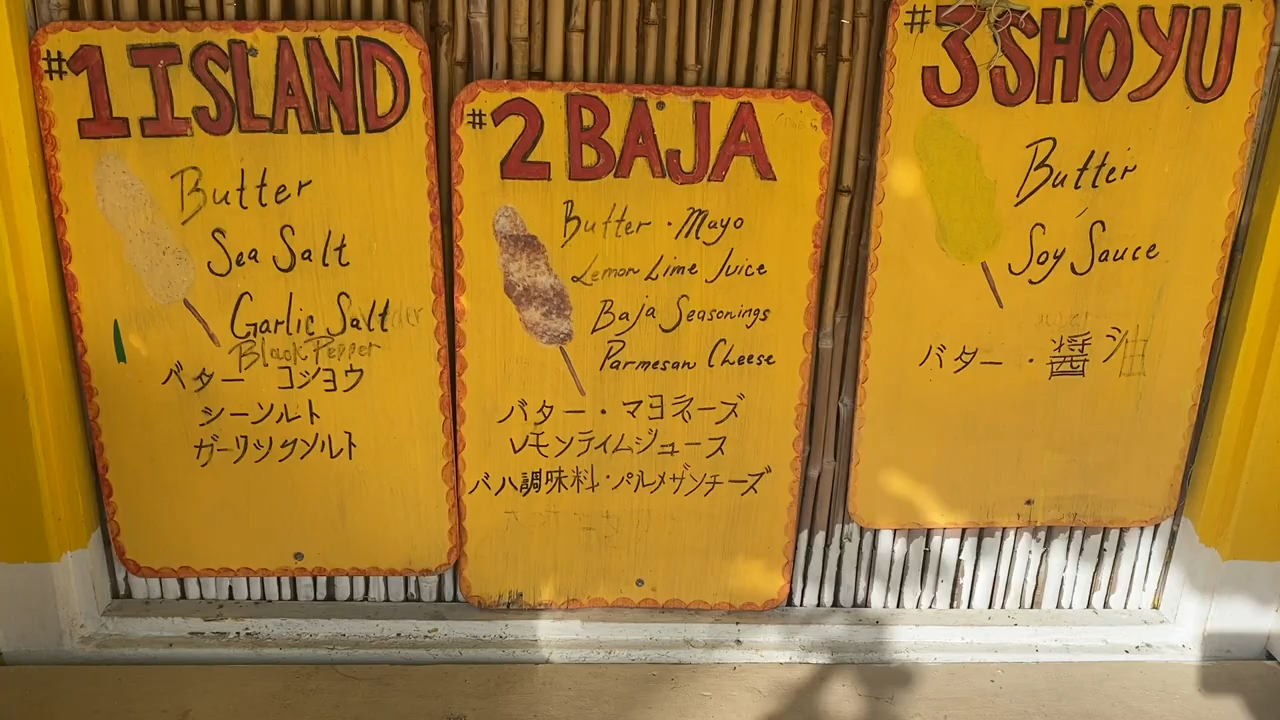 #1 ISLAND
Butter
Sea Salt
Garlic Salt
Black Pepper
バター コショウ
シーソルト
ガーリックソルト
#2 BAJA
Butter · Mayo
Lemon Lime Juice
Baja Seasonings
Parmesan Cheese
バター・マヨネーズ
レモンライムジュース
バハ調味料・パルメザンチーズ
#3 SHOYU
Butter
Soy Sauce
バター・醤油